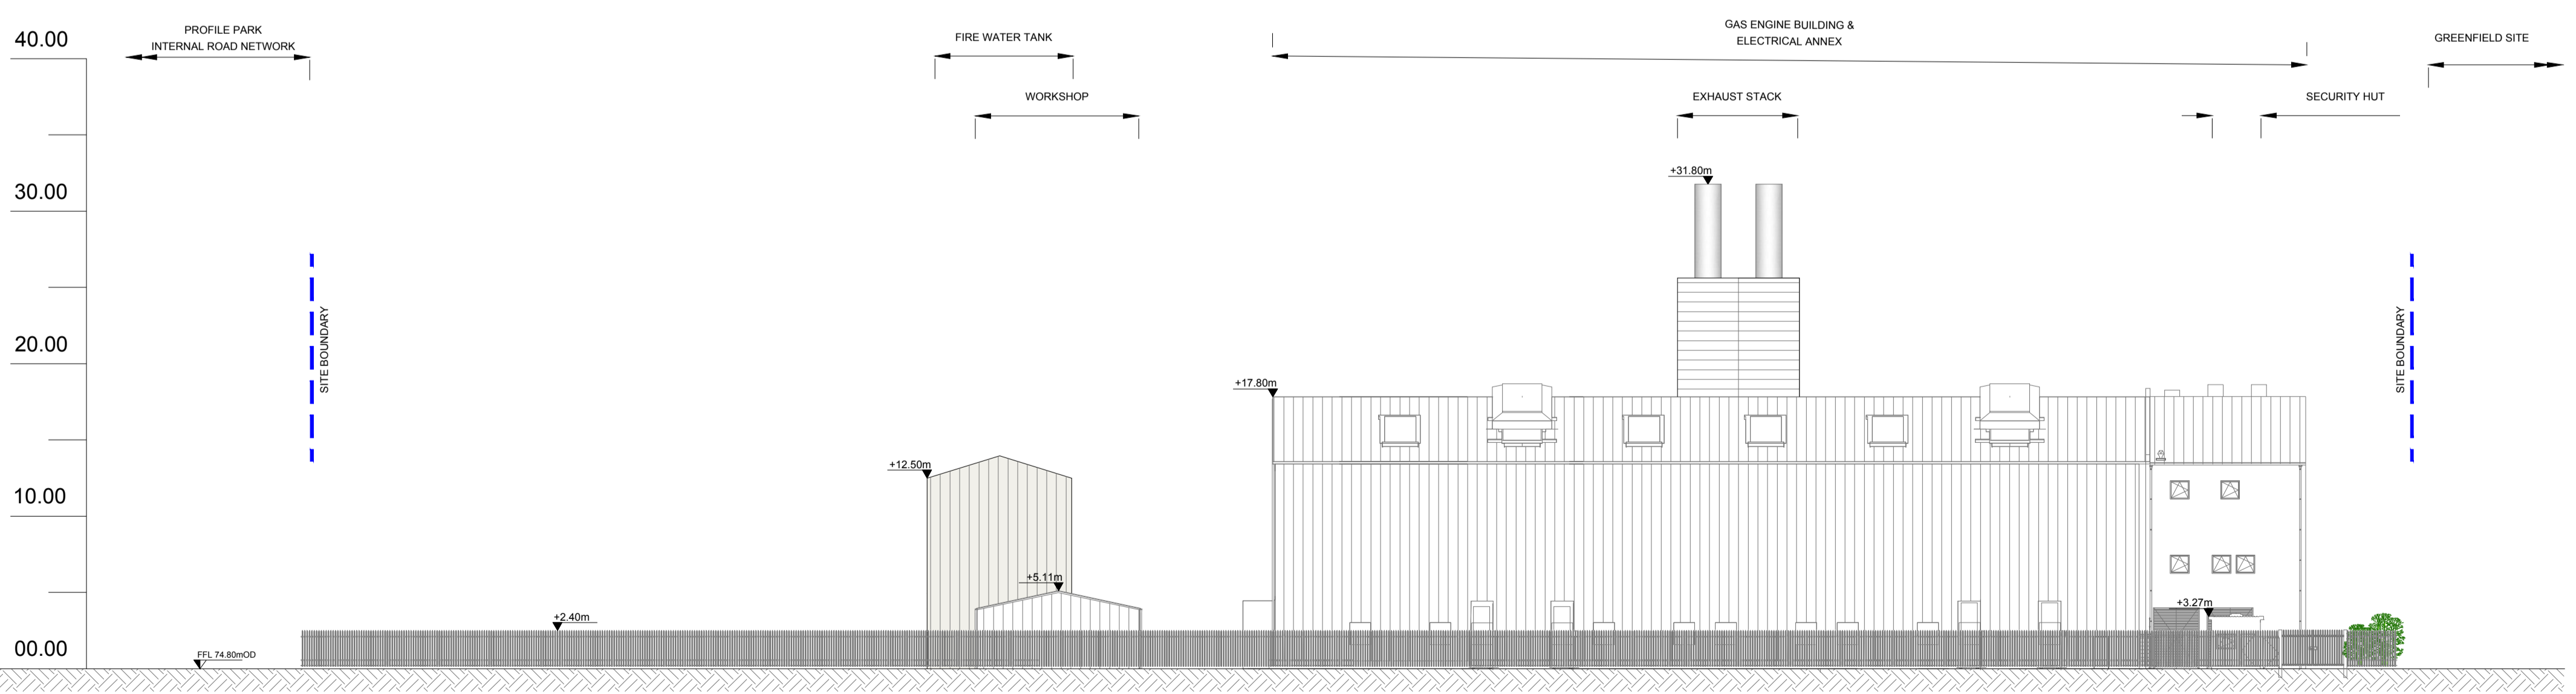 PROFILE PARK
INTERNAL ROAD NETWORK
FIRE WATER TANK
GAS ENGINE BUILDING &
ELECTRICAL ANNEX
GREENFIELD SITE
WORKSHOP
EXHAUST STACK
SECURITY HUT
40.00
30.00
20.00
10.00
00.00
SITE BOUNDARY
+31.80m
+17.80m
+12.50m
+5.11m
+2.40m
+3.27m
FFL 74.80mOD
SITE BOUNDARY